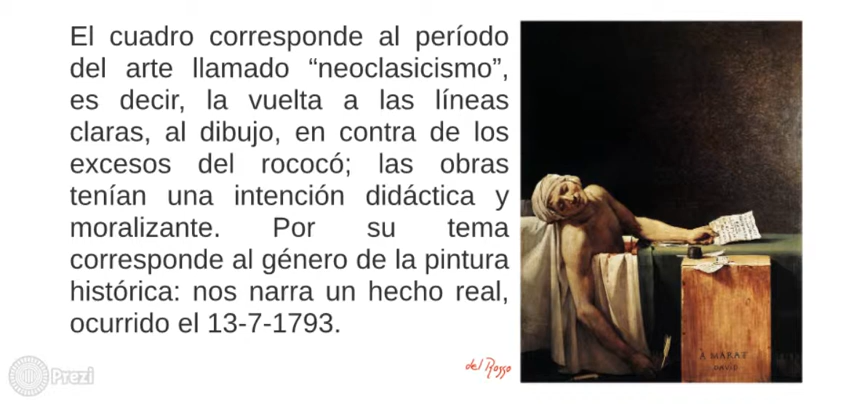 El cuadro corresponde al período
del arte llamado “neoclasicismo”,
es decir, la vuelta a las líneas
claras, al dibujo, en contra de los
excesos del rococó; las obras
tenían una intención didáctica y
moralizante. Por su tema
corresponde al género de la pintura
histórica: nos narra un hecho real,
ocurrido el 13-7-1793.
À MARAT
DAVID
del Rosso
Prezi